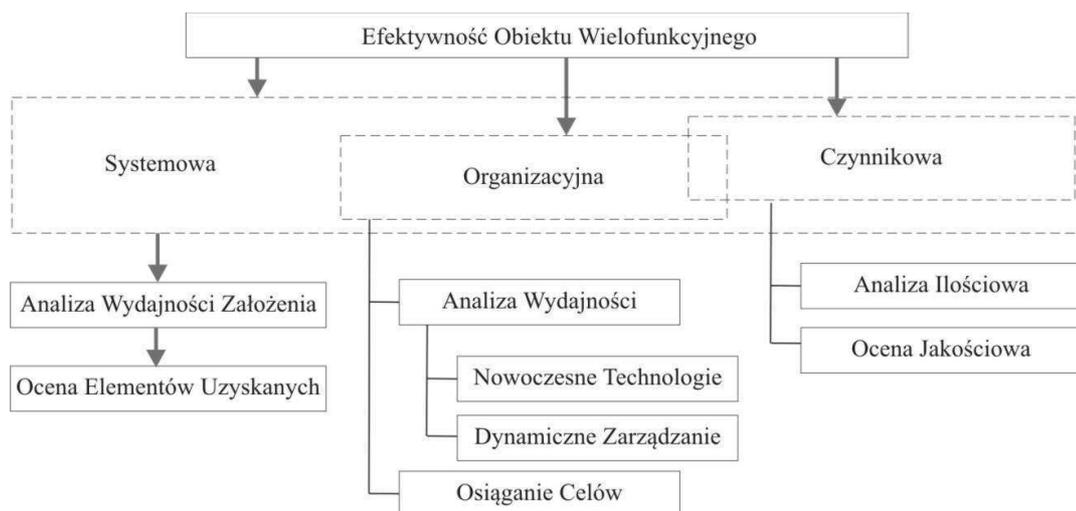 Efektywność Obiektu Wielofunkcyjnego
Systemowa
Organizacyjna
Czynnikowa
Analiza Wydajności Założenia
Ocena Elementów Uzyskanych
Analiza Wydajności
Nowoczesne Technologie
Dynamiczne Zarządzanie
Osiąganie Celów
Analiza Ilościowa
Ocena Jakościowa